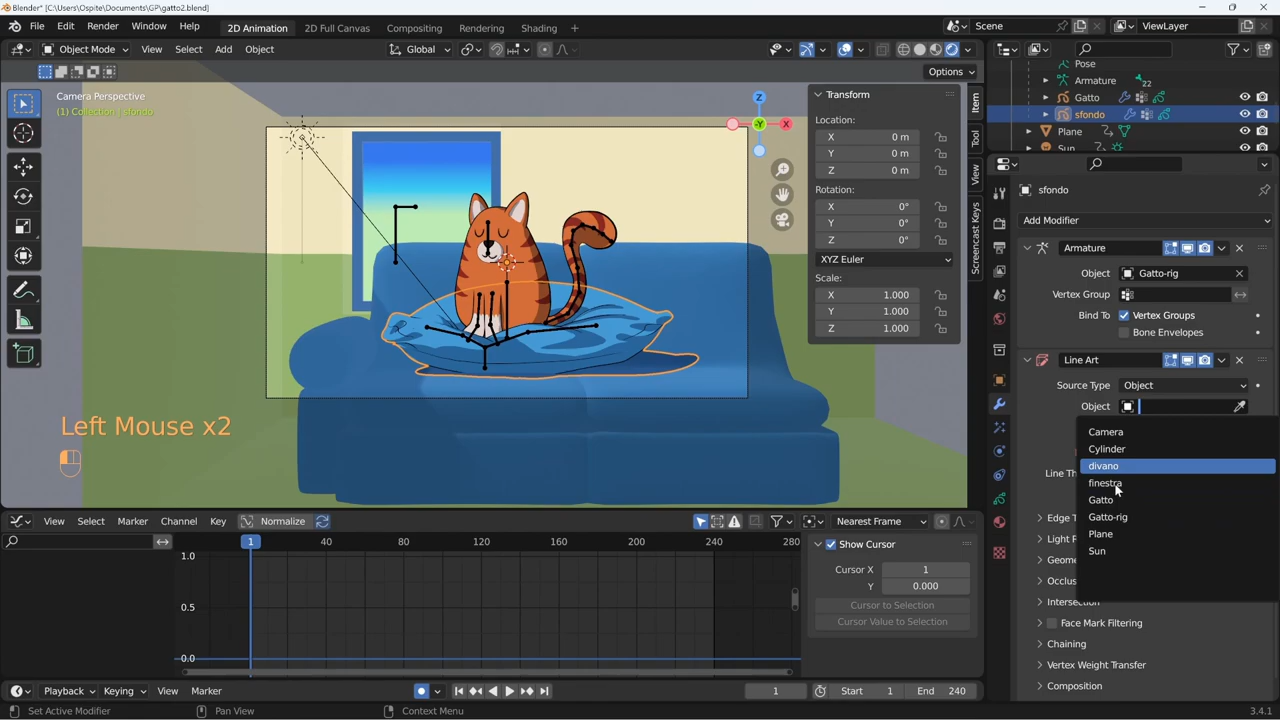 Blender* [C:\Users\Ospite\Documents\GP\gatto2.blend]
File Edit Render Window Help
2D Animation 2D Full Canvas Compositing Rendering Shading +
Scene
ViewLayer
Object Mode View Select Add Object
Global
Options
Camera Perspective
(1) Collection | sfondo
Z
-Y
X
Left Mouse x2
Transform
Location:
X 0 m
Y 0 m
Z 0 m
Rotation:
X 0°
Y 0°
Z 0°
XYZ Euler
Scale:
X 1.000
Y 1.000
Z 1.000
Item
Tool
View
Screencast Keys
Pose
Armature 22
Gatto
sfondo
Plane
Sun
sfondo
Add Modifier
Armature
Object Gatto-rig
Vertex Group
Bind To Vertex Groups
Bone Envelopes
Line Art
Source Type Object
Object
Camera
Cylinder
divano
finestra
Gatto
Gatto-rig
Plane
Sun
Line Th
Edge T
Light R
Geome
Occlus
Intersection
Face Mark Filtering
Chaining
Vertex Weight Transfer
Composition
View Select Marker Channel Key Normalize
Nearest Frame
1 40 80 120 160 200 240 280
1.0
0.5
0.0
Show Cursor
Cursor X 1
Y 0.000
Cursor to Selection
Cursor Value to Selection
Playback Keying View Marker
1 Start 1 End 240
Set Active Modifier Pan View Context Menu 3.4.1